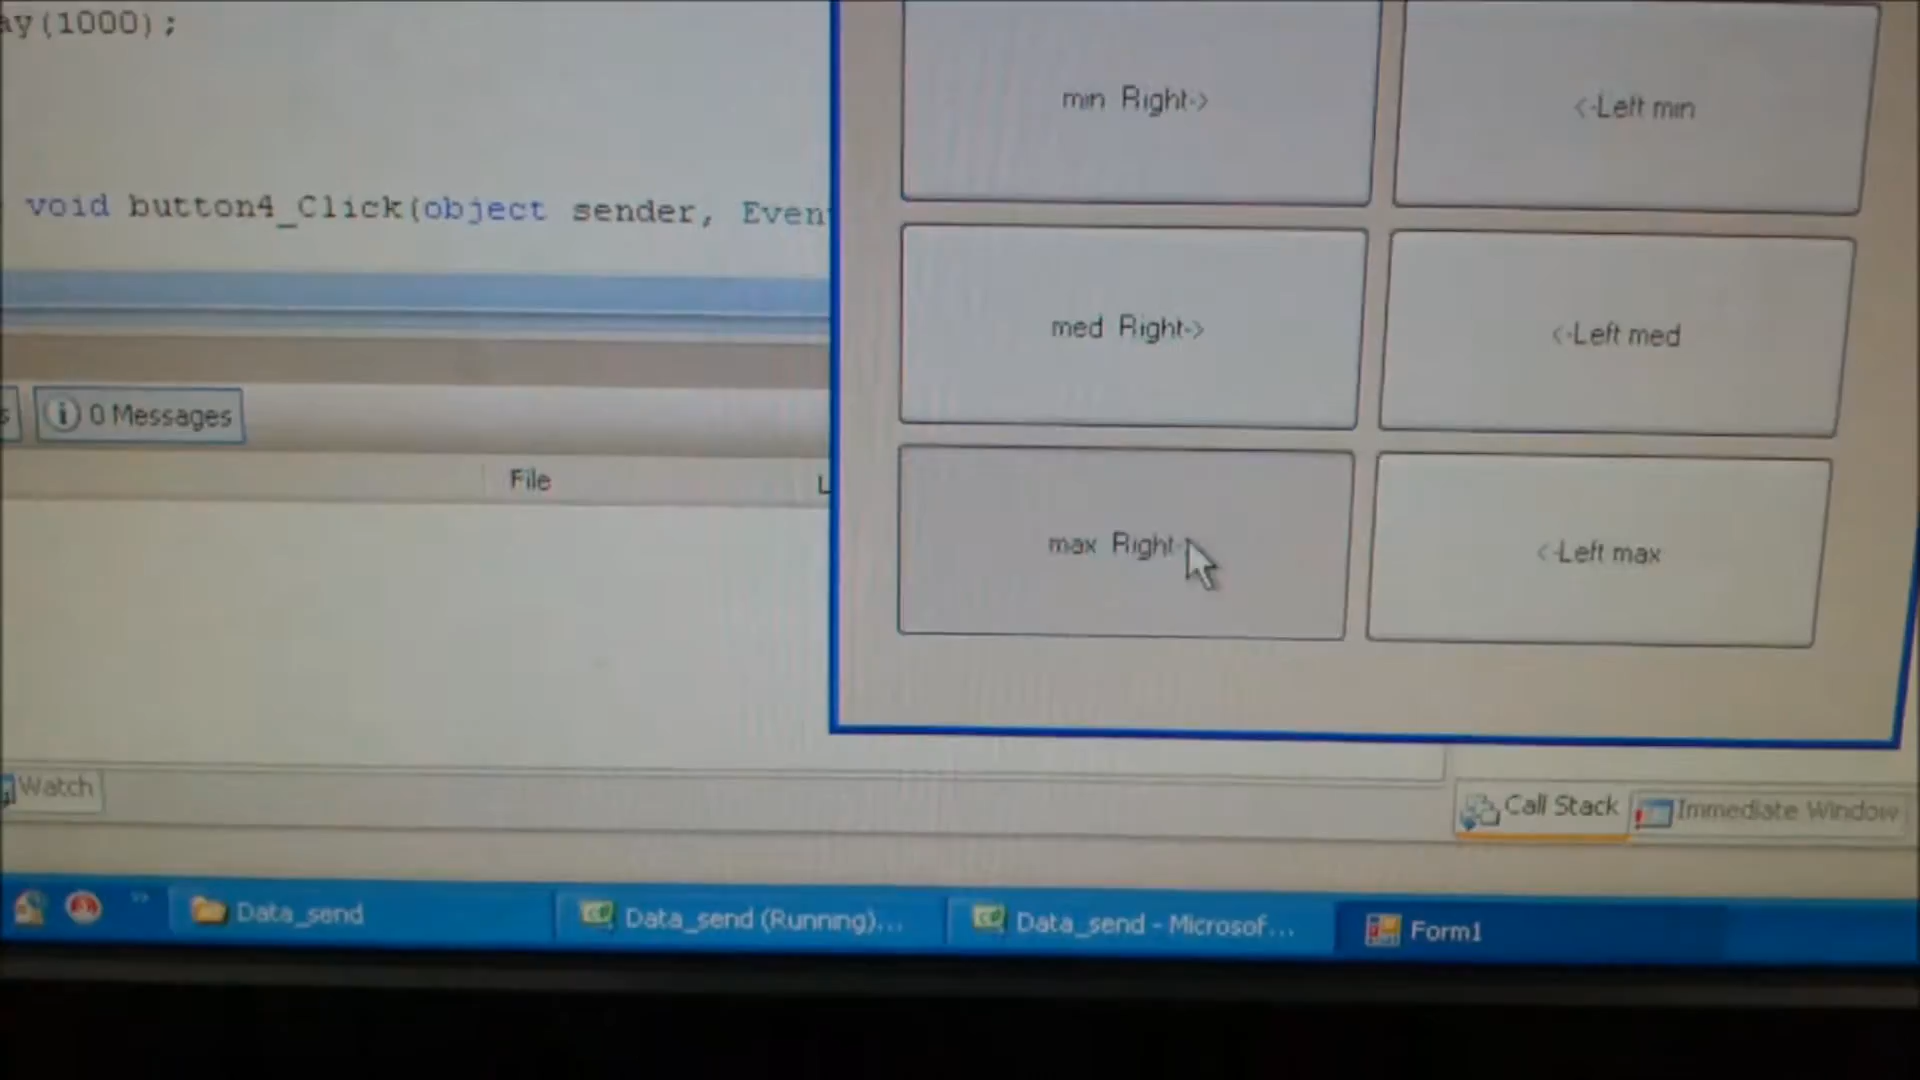 ay(1000);
void button4_Click(object sender, Even
0 Messages
File
min Right->
<-Left min
med Right->
<-Left med
max Right-
<-Left max
Watch
Call Stack
Immediate Window
Data_send
Data_send (Running)...
Data_send - Microsof...
Form1